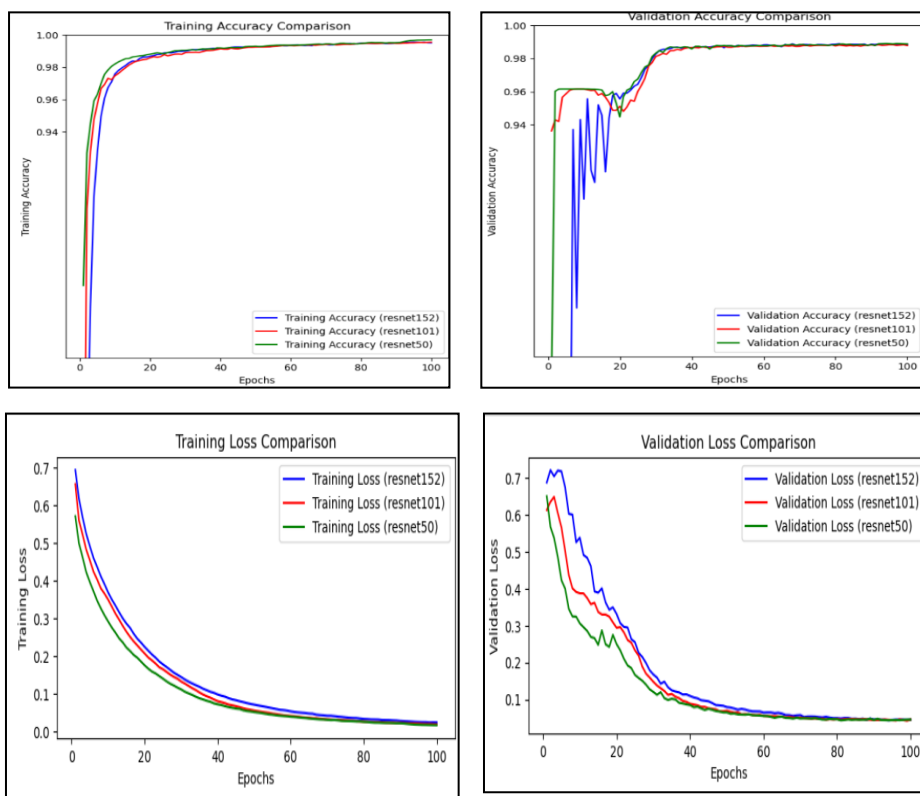 Training Accuracy Comparison
1.00
0.98
0.96
0.94
Training Accuracy
Training Accuracy (resnet152)
Training Accuracy (resnet101)
Training Accuracy (resnet50)
0 20 40 60 80 100
Epochs
Validation Accuracy Comparison
1.00
0.98
0.96
0.94
Validation Accuracy
Validation Accuracy (resnet152)
Validation Accuracy (resnet101)
Validation Accuracy (resnet50)
0 20 40 60 80 100
Epochs
Training Loss Comparison
0.7
0.6
0.5
0.4
0.3
0.2
0.1
0.0
Training Loss
Training Loss (resnet152)
Training Loss (resnet101)
Training Loss (resnet50)
0 20 40 60 80 100
Epochs
Validation Loss Comparison
0.7
0.6
0.5
0.4
0.3
0.2
0.1
Validation Loss
Validation Loss (resnet152)
Validation Loss (resnet101)
Validation Loss (resnet50)
0 20 40 60 80 100
Epochs